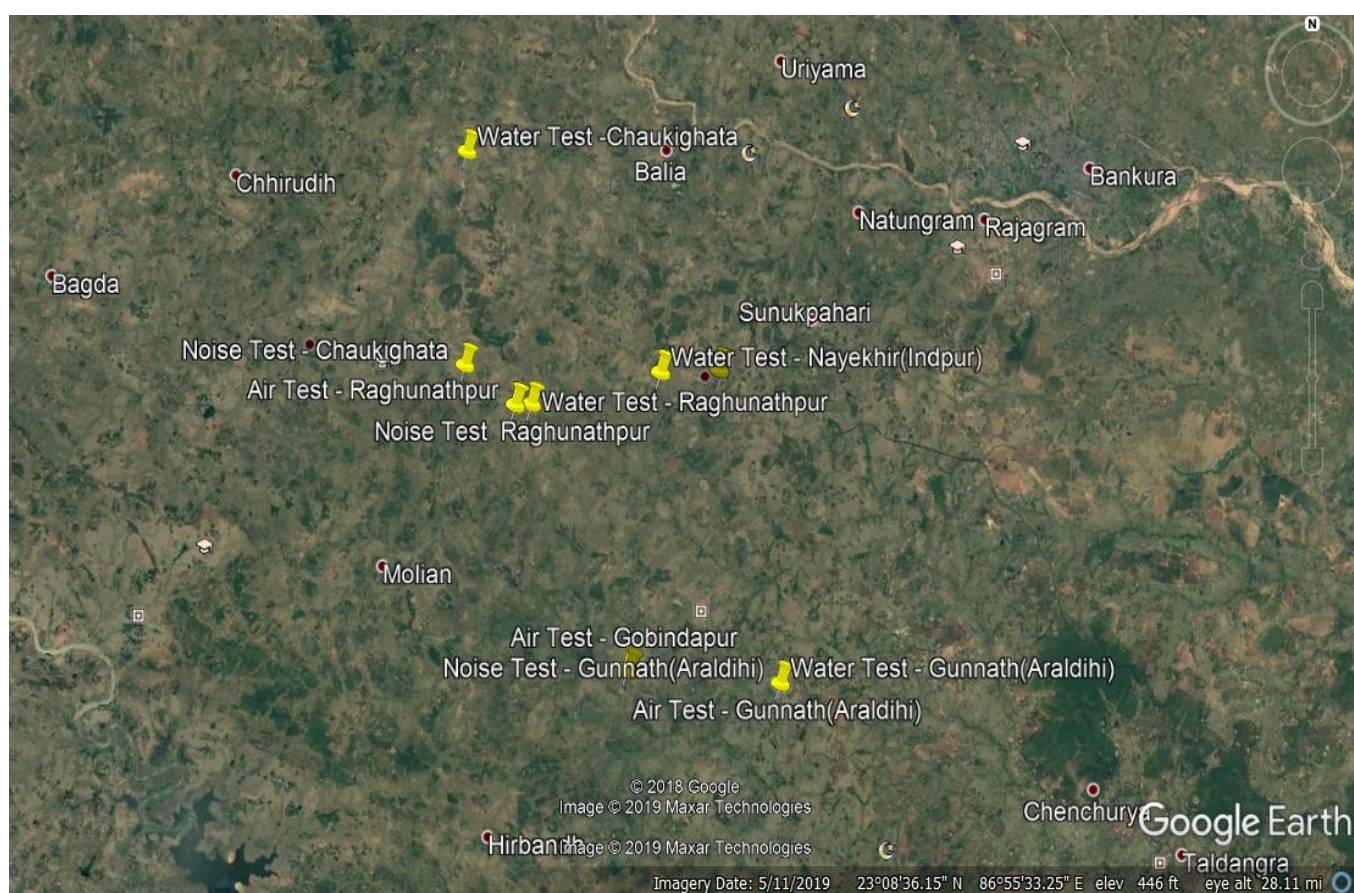 N
Uriyama
Water Test -Chaukighata
Balia
Bankura
Chhirudih
Natungram
Rajagram
Bagda
Sunukpahari
Noise Test - Chaukighata
Water Test - Nayekhir(Indpur)
Air Test - Raghunathpur
Water Test - Raghunathpur
Noise Test Raghunathpur
Molian
Air Test - Gobindapur
Noise Test - Gunnath(Araldihi)
Water Test - Gunnath(Araldihi)
Air Test - Gunnath(Araldihi)
© 2018 Google
Image © 2019 Maxar Technologies
Chenchurya
Google Earth
Hirbandh
Image © 2019 Maxar Technologies
Taldangra
Imagery Date: 5/11/2019 23°08'36.15" N 86°55'33.25" E elev 446 ft eye alt 28.11 mi